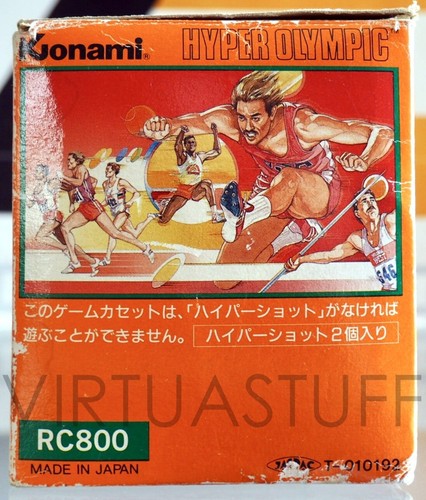 Konami®
HYPER OLYMPIC
646
このゲームカセットは、「ハイパーショット」がなければ
遊ぶことができません。 ハイパーショット2個入り
VIRTUASTUFF
RC800
MADE IN JAPAN
T-010192